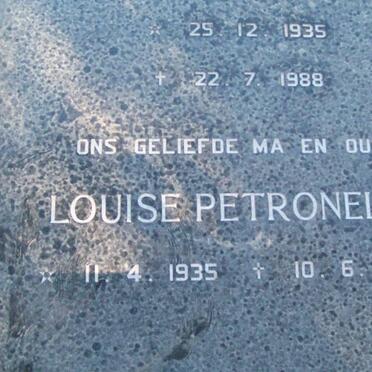 ☆ 25. 12. 1935
† 22. 7. 1988
ONS GELIEFDE MA EN OU
LOUISE PETRONEL
☆ 11. 4. 1935 † 10. 6.